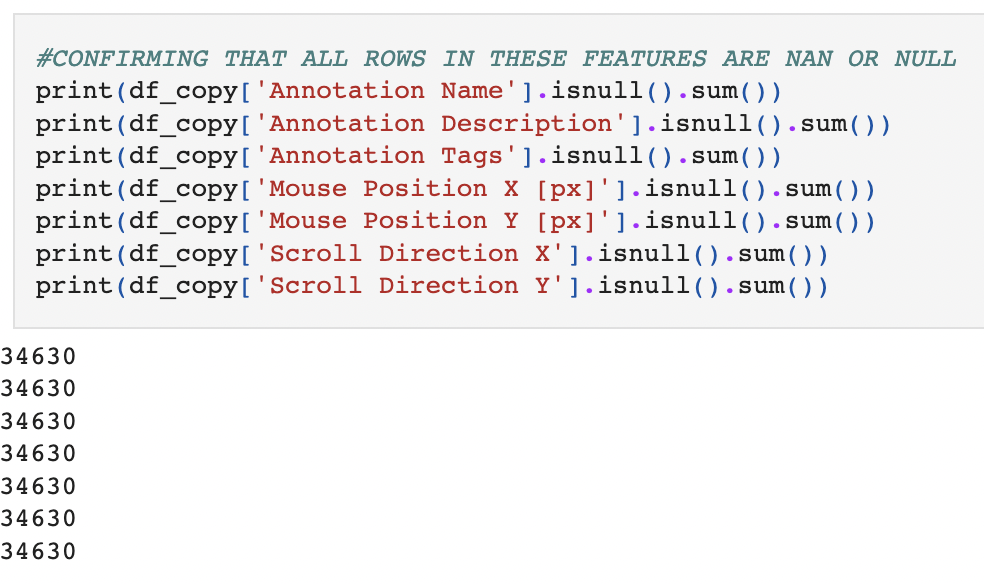 #CONFIRMING THAT ALL ROWS IN THESE FEATURES ARE NAN OR NULL
print(df_copy['Annotation Name'].isnull().sum())
print(df_copy['Annotation Description'].isnull().sum())
print(df_copy['Annotation Tags'].isnull().sum())
print(df_copy['Mouse Position X [px]'].isnull().sum())
print(df_copy['Mouse Position Y [px]'].isnull().sum())
print(df_copy['Scroll Direction X'].isnull().sum())
print(df_copy['Scroll Direction Y'].isnull().sum())
34630
34630
34630
34630
34630
34630
34630